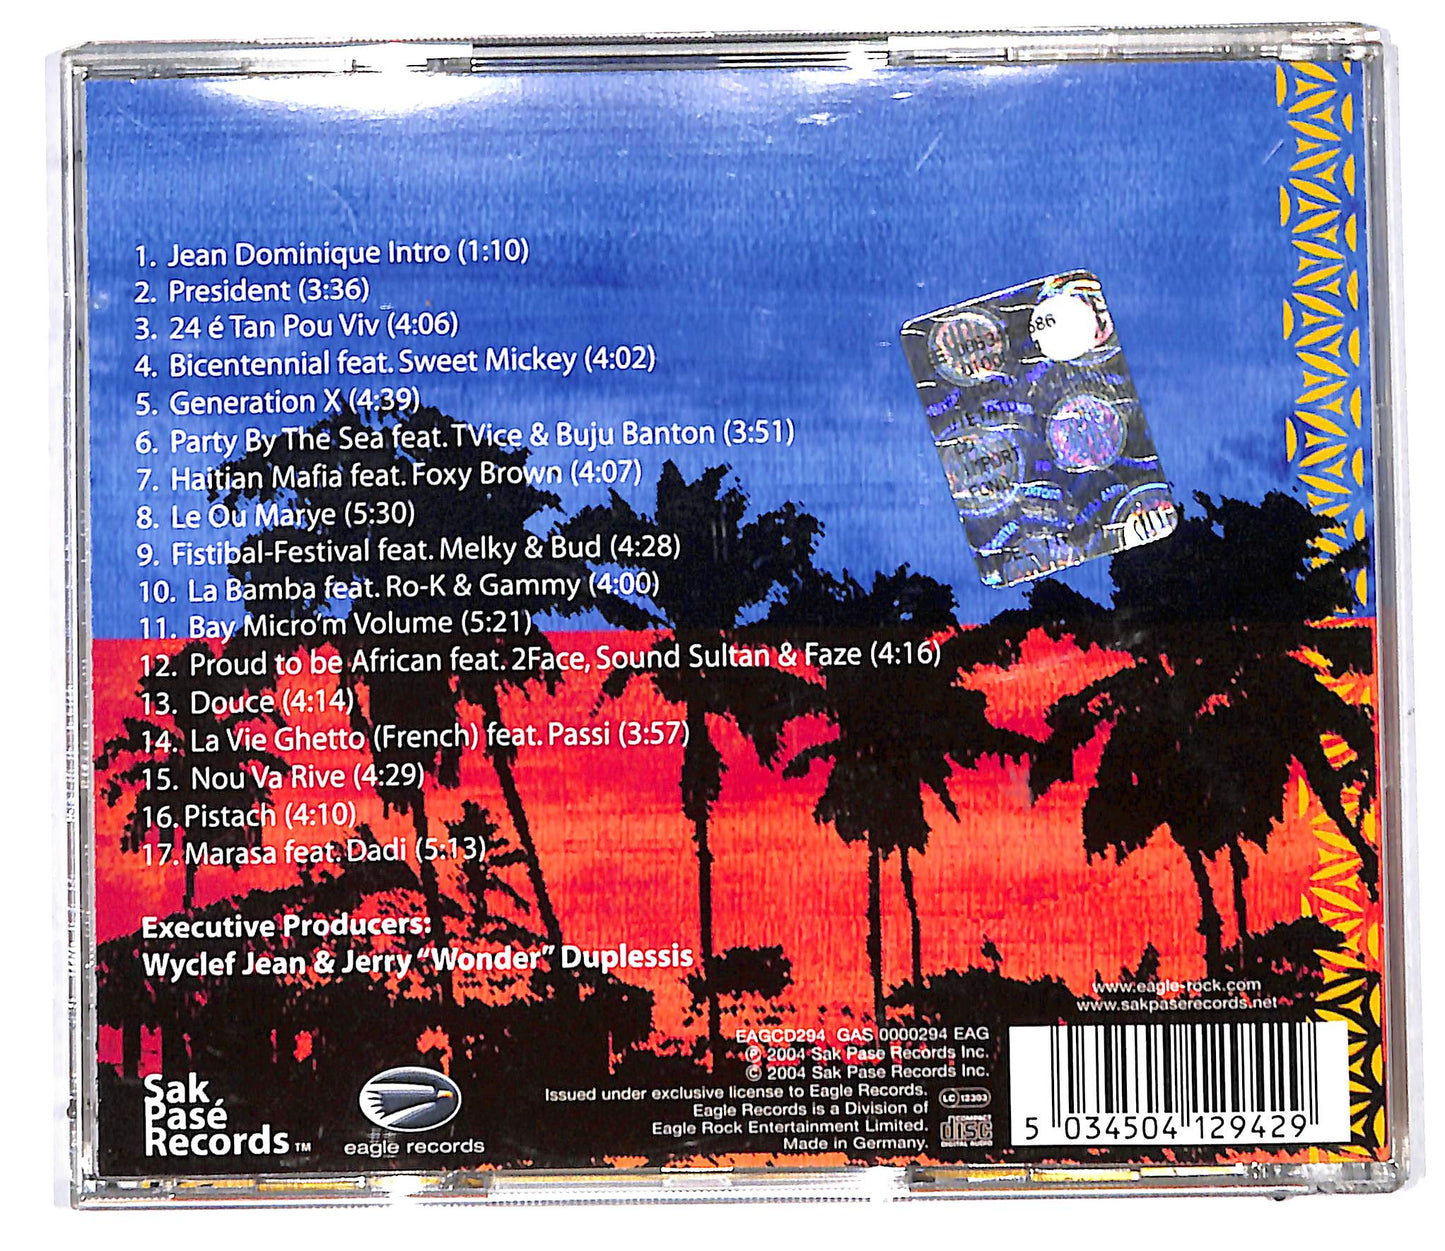 1. Jean Dominique Intro (1:10)
2. President (3:36)
3. 24 é Tan Pou Viv (4:06)
4. Bicentennial feat. Sweet Mickey (4:02)
5. Generation X (4:39)
6. Party By The Sea feat. TVice & Buju Banton (3:51)
7. Haitian Mafia feat. Foxy Brown (4:07)
8. Le Ou Marye (5:30)
9. Fistibal-Festival feat. Melky & Bud (4:28)
10. La Bamba feat. Ro-K & Gammy (4:00)
11. Bay Micro'm Volume (5:21)
12. Proud to be African feat. 2Face, Sound Sultan & Faze (4:16)
13. Douce (4:14)
14. La Vie Ghetto (French) feat. Passi (3:57)
15. Nou Va Rive (4:29)
16. Pistach (4:10)
17. Marasa feat. Dadi (5:13)
Executive Producers:
Wyclef Jean & Jerry "Wonder" Duplessis
www.eagle-rock.com
www.sakpaserecords.net
EAGCD294 GAS 0000294 EAG
℗ 2004 Sak Pase Records Inc.
© 2004 Sak Pase Records Inc.
Issued under exclusive license to Eagle Records.
Eagle Records is a Division of
Eagle Rock Entertainment Limited.
Made in Germany.
LC 12303
COMPACT
disc
DIGITAL AUDIO
Sak
Pasé
Records™
eagle records
5 034504 129429